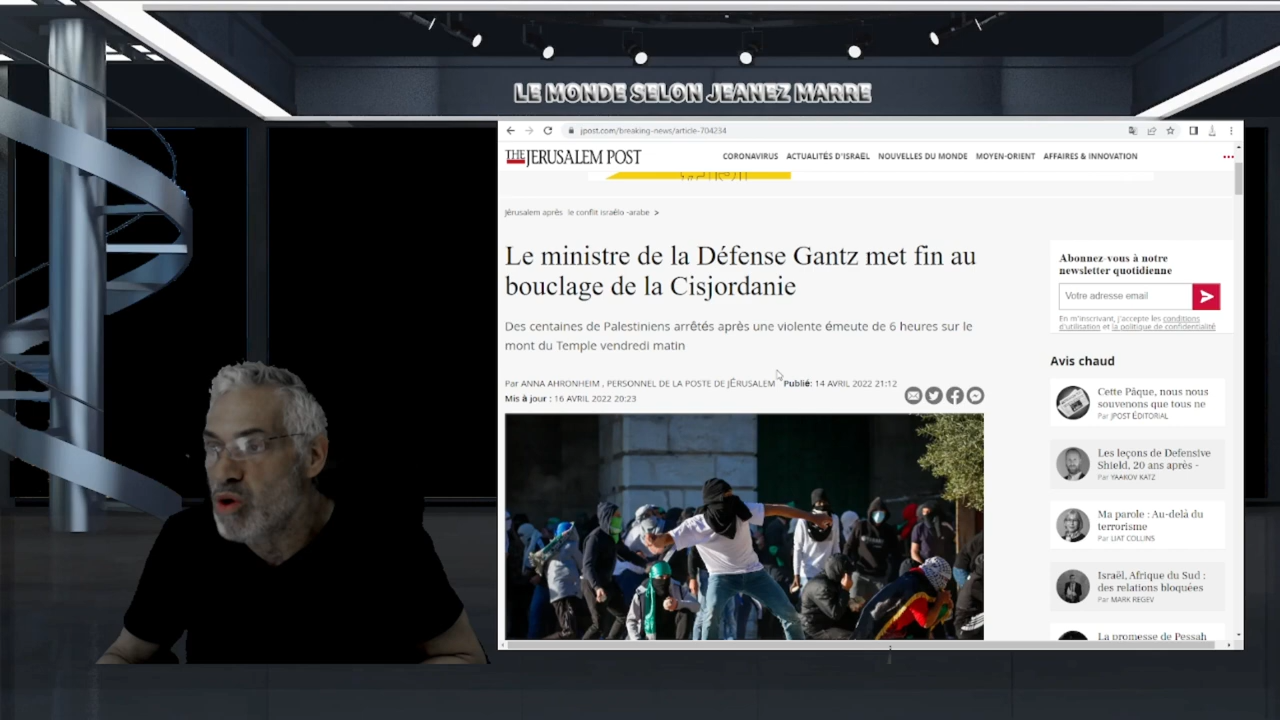 LE MONDE SELON JEANEZ MARRE
jpost.com/breaking-news/article-704234
THE JERUSALEM POST
CORONAVIRUS ACTUALITÉS D'ISRAËL NOUVELLES DU MONDE MOYEN-ORIENT AFFAIRES & INNOVATION
Jérusalem après le conflit israélo -arabe >
Le ministre de la Défense Gantz met fin au
bouclage de la Cisjordanie
Des centaines de Palestiniens arrêtés après une violente émeute de 6 heures sur le
mont du Temple vendredi matin
Par ANNA AHRONHEIM , PERSONNEL DE LA POSTE DE JÉRUSALEM Publié: 14 AVRIL 2022 21:12
Mis à jour : 16 AVRIL 2022 20:23
Abonnez-vous à notre
newsletter quotidienne
Votre adresse email
En m'inscrivant, j'accepte les conditions
d'utilisation et la politique de confidentialité
Avis chaud
Cette Pâque, nous nous
souvenons que tous ne
Par JPOST ÉDITORIAL
Les leçons de Defensive
Shield, 20 ans après -
Par YAAKOV KATZ
Ma parole : Au-delà du
terrorisme
Par LIAT COLLINS
Israël, Afrique du Sud :
des relations bloquées
Par MARK REGEV
La promesse de Pessah